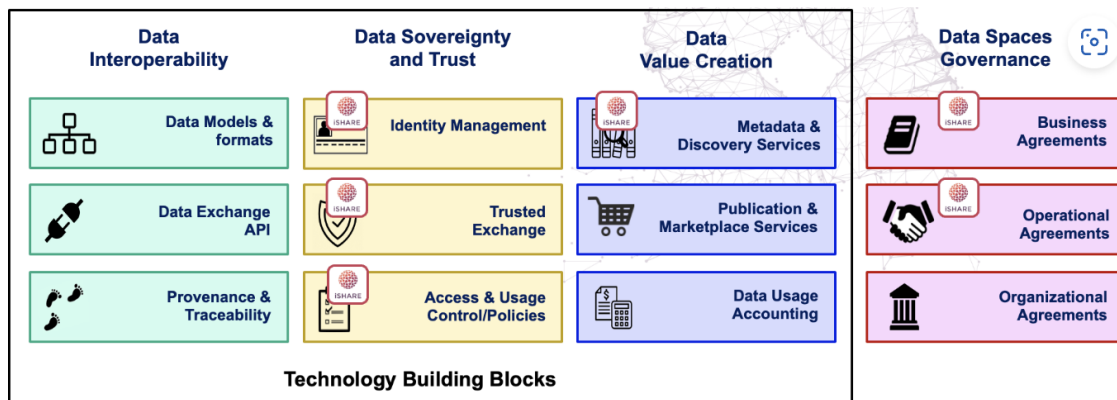 Data
Interoperability
Data Sovereignty
and Trust
Data
Value Creation
Data Spaces
Governance
Data Models &
formats
iSHARE
Identity Management
iSHARE
Metadata &
Discovery Services
iSHARE
Business
Agreements
Data Exchange
API
iSHARE
Trusted
Exchange
Publication &
Marketplace Services
iSHARE
Operational
Agreements
Provenance &
Traceability
iSHARE
Access & Usage
Control/Policies
$
Data Usage
Accounting
Organizational
Agreements
Technology Building Blocks